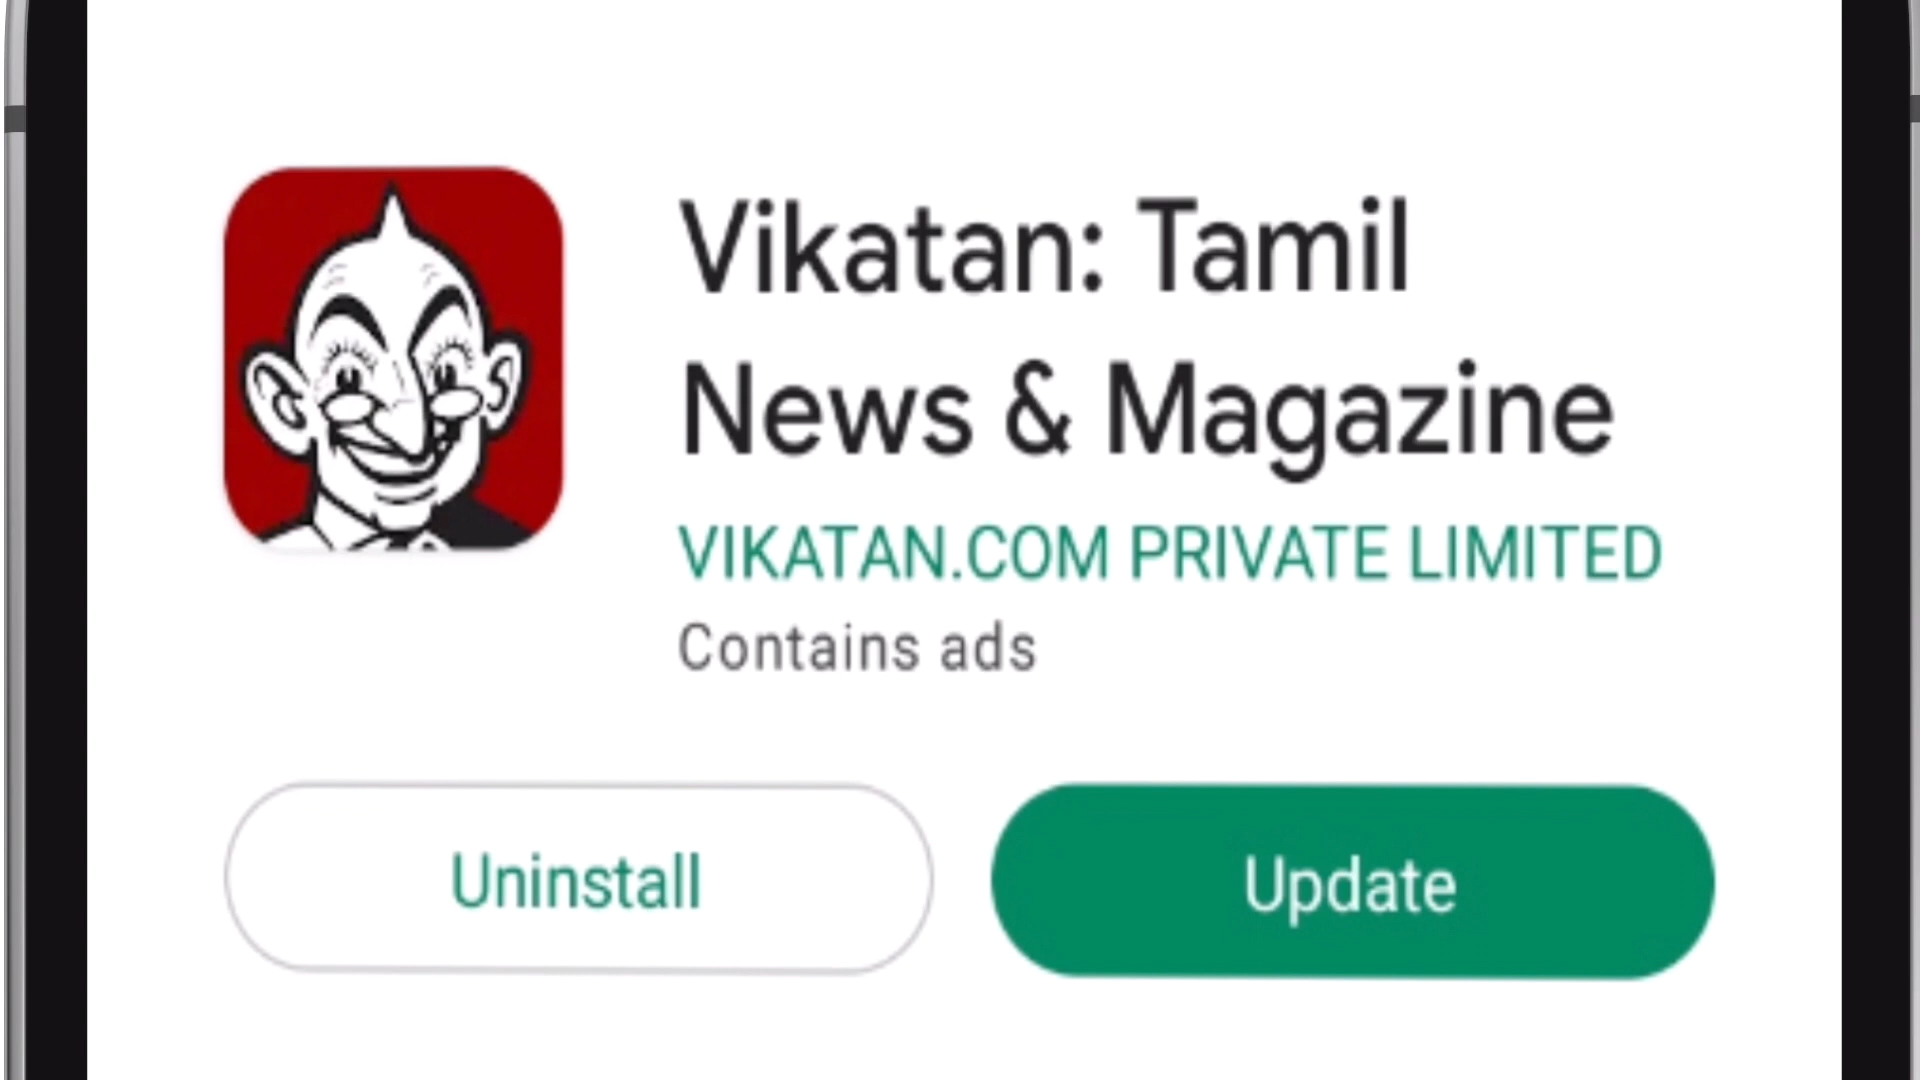 Vikatan: Tamil
News & Magazine
VIKATAN.COM PRIVATE LIMITED
Contains ads
Uninstall
Update